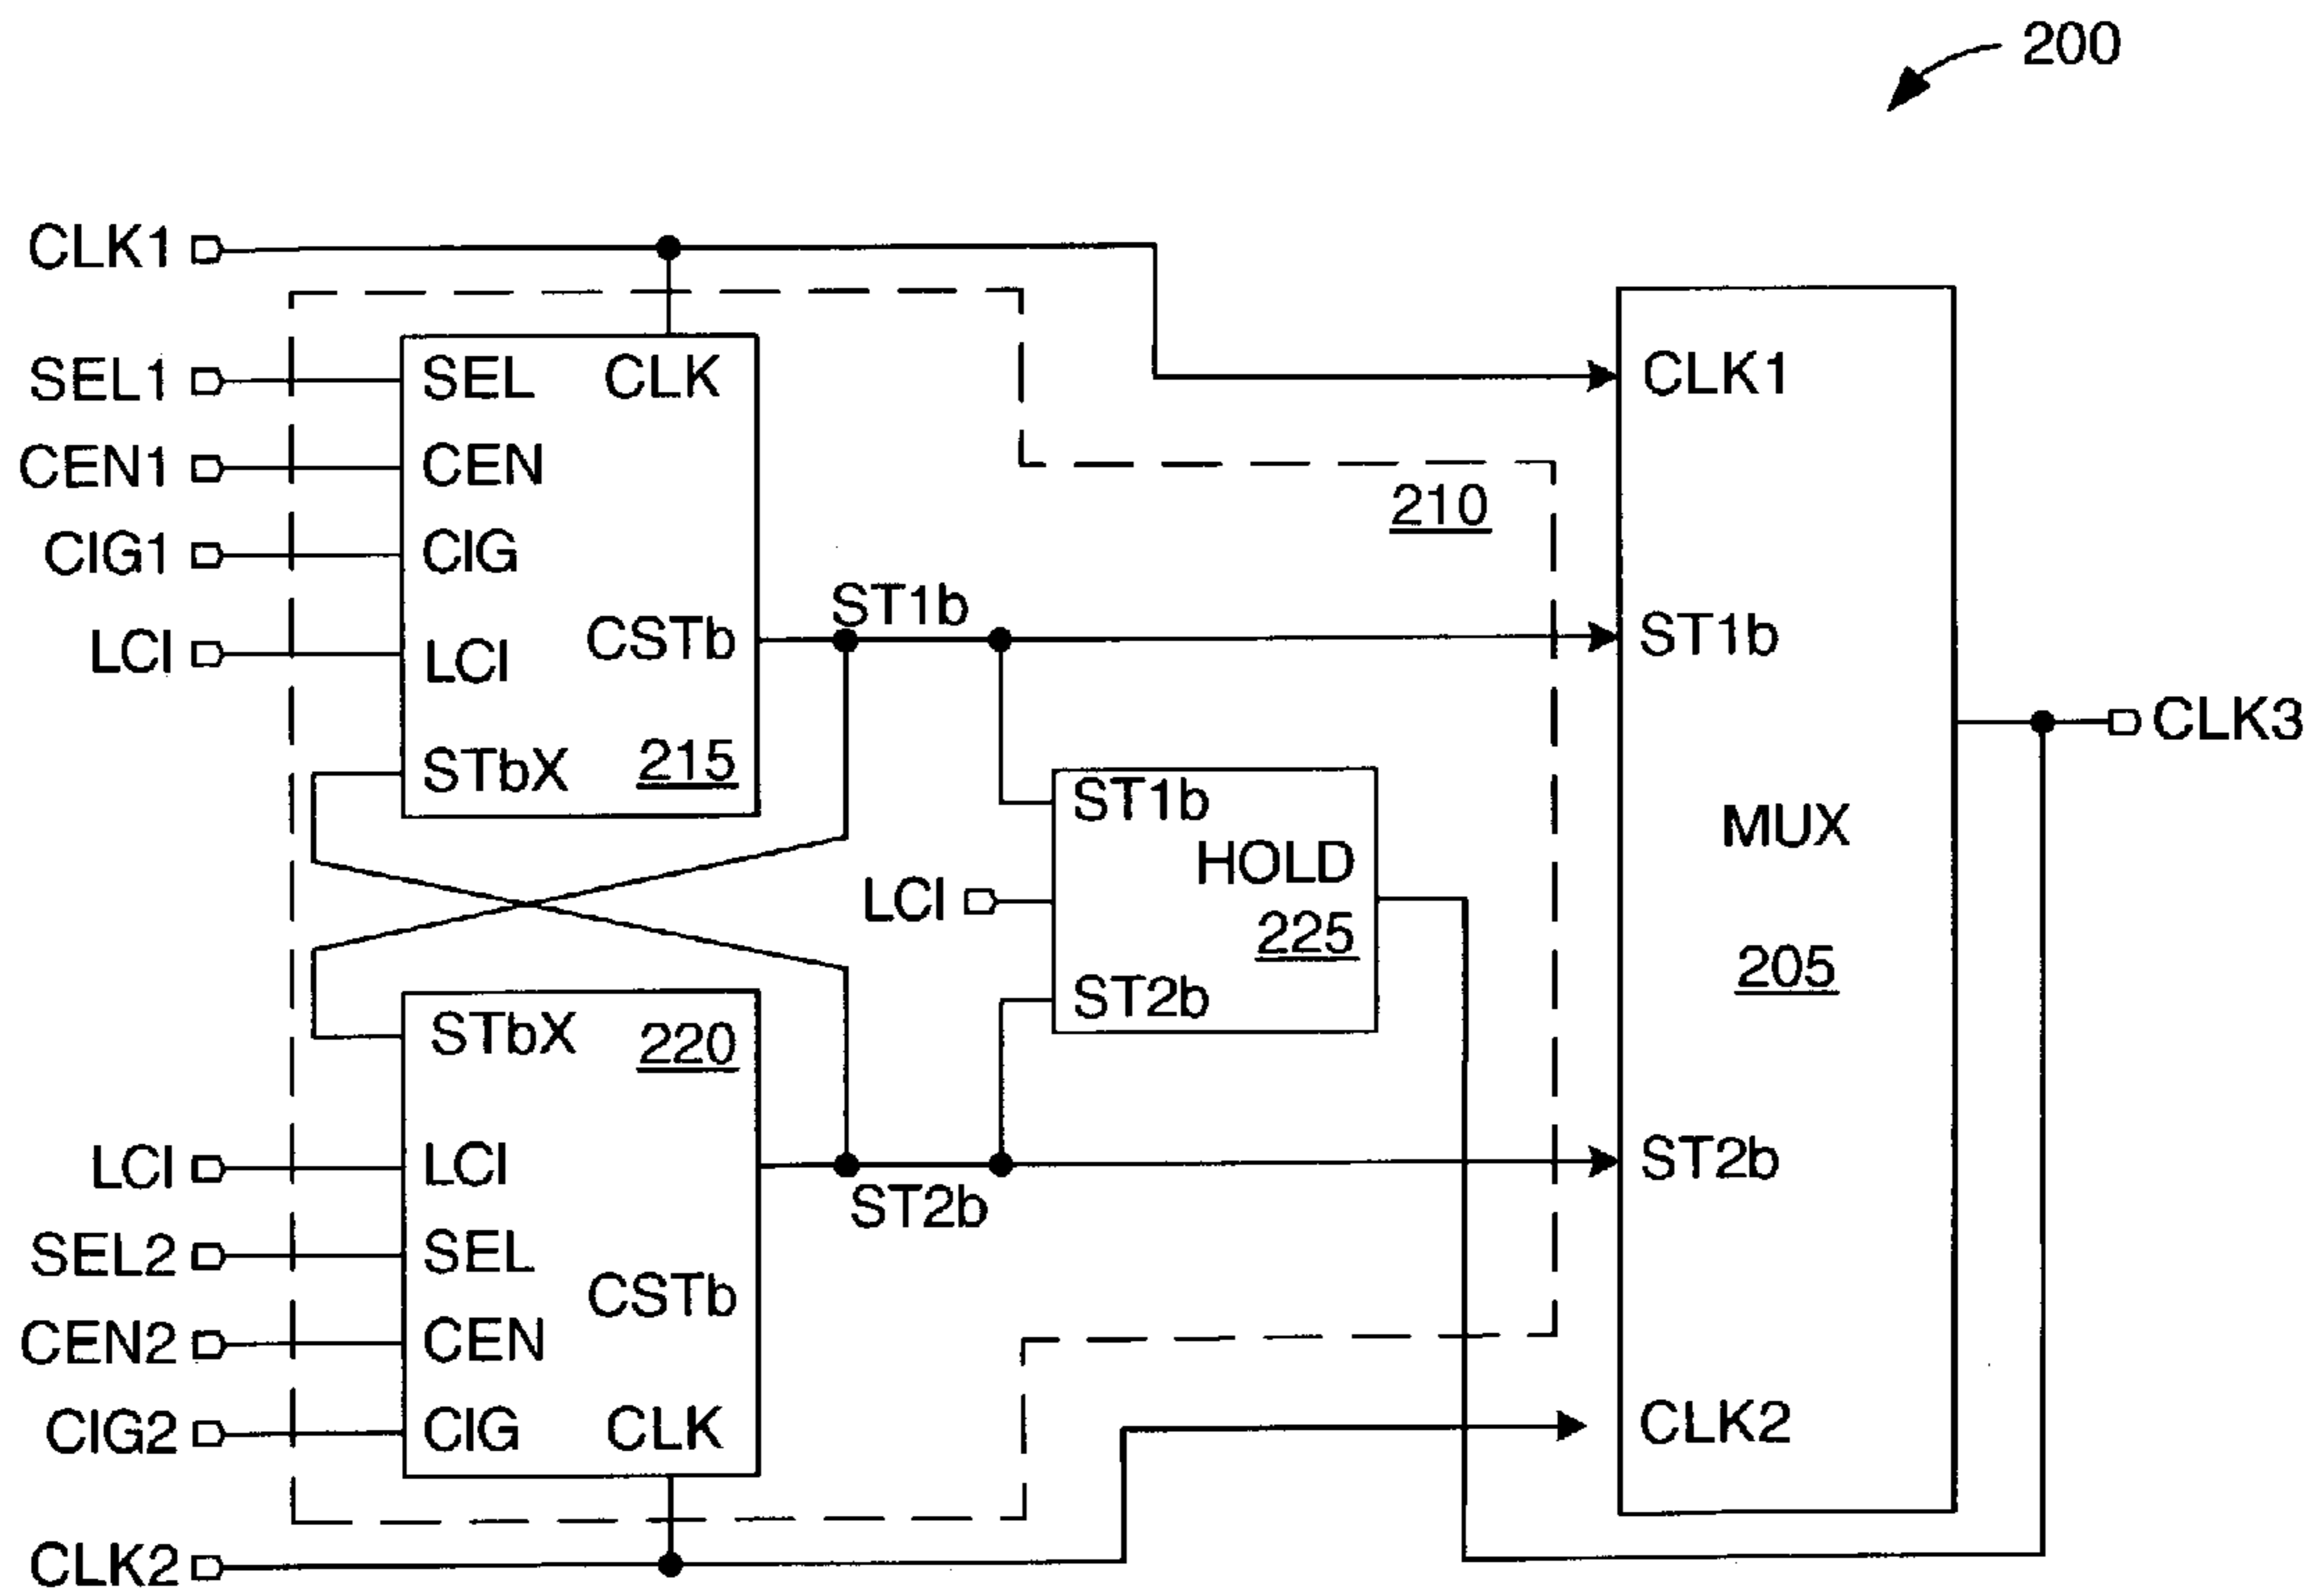 200
CLK1
SEL1
CEN1
CIG1
LCI
SEL CLK
CEN
CIG
CSTb
LCI
STbX 215
ST1b
210
CLK1
ST1b
MUX
205
ST2b
CLK2
CLK3
ST1b
HOLD
225
ST2b
LCI
STbX 220
LCI
SEL
CSTb
CEN
CIG CLK
ST2b
LCI
SEL2
CEN2
CIG2
CLK2